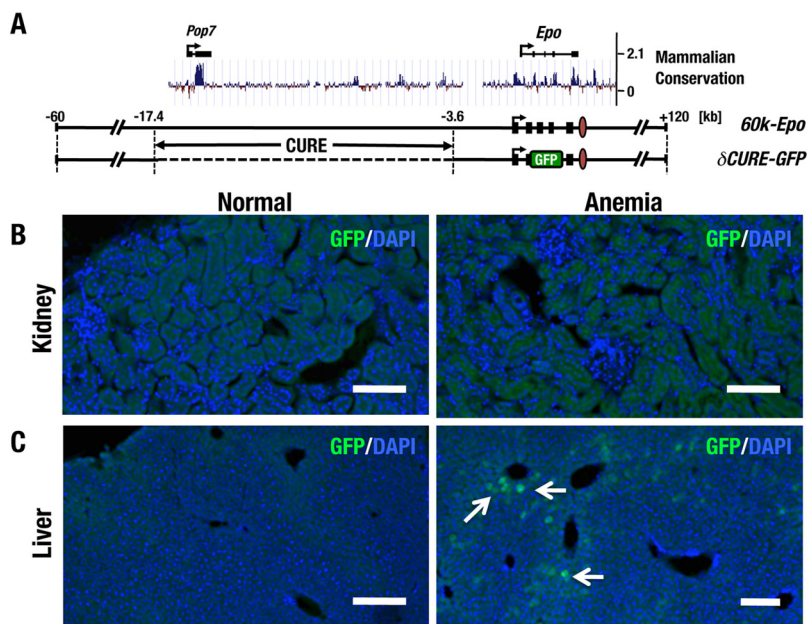 A
Pop7
Epo
2.1
0
Mammalian
Conservation
-60
-17.4
-3.6
+120
[kb]
60k-Epo
CURE
GFP
δCURE-GFP
Normal
Anemia
B
Kidney
GFP/DAPI
GFP/DAPI
C
Liver
GFP/DAPI
GFP/DAPI